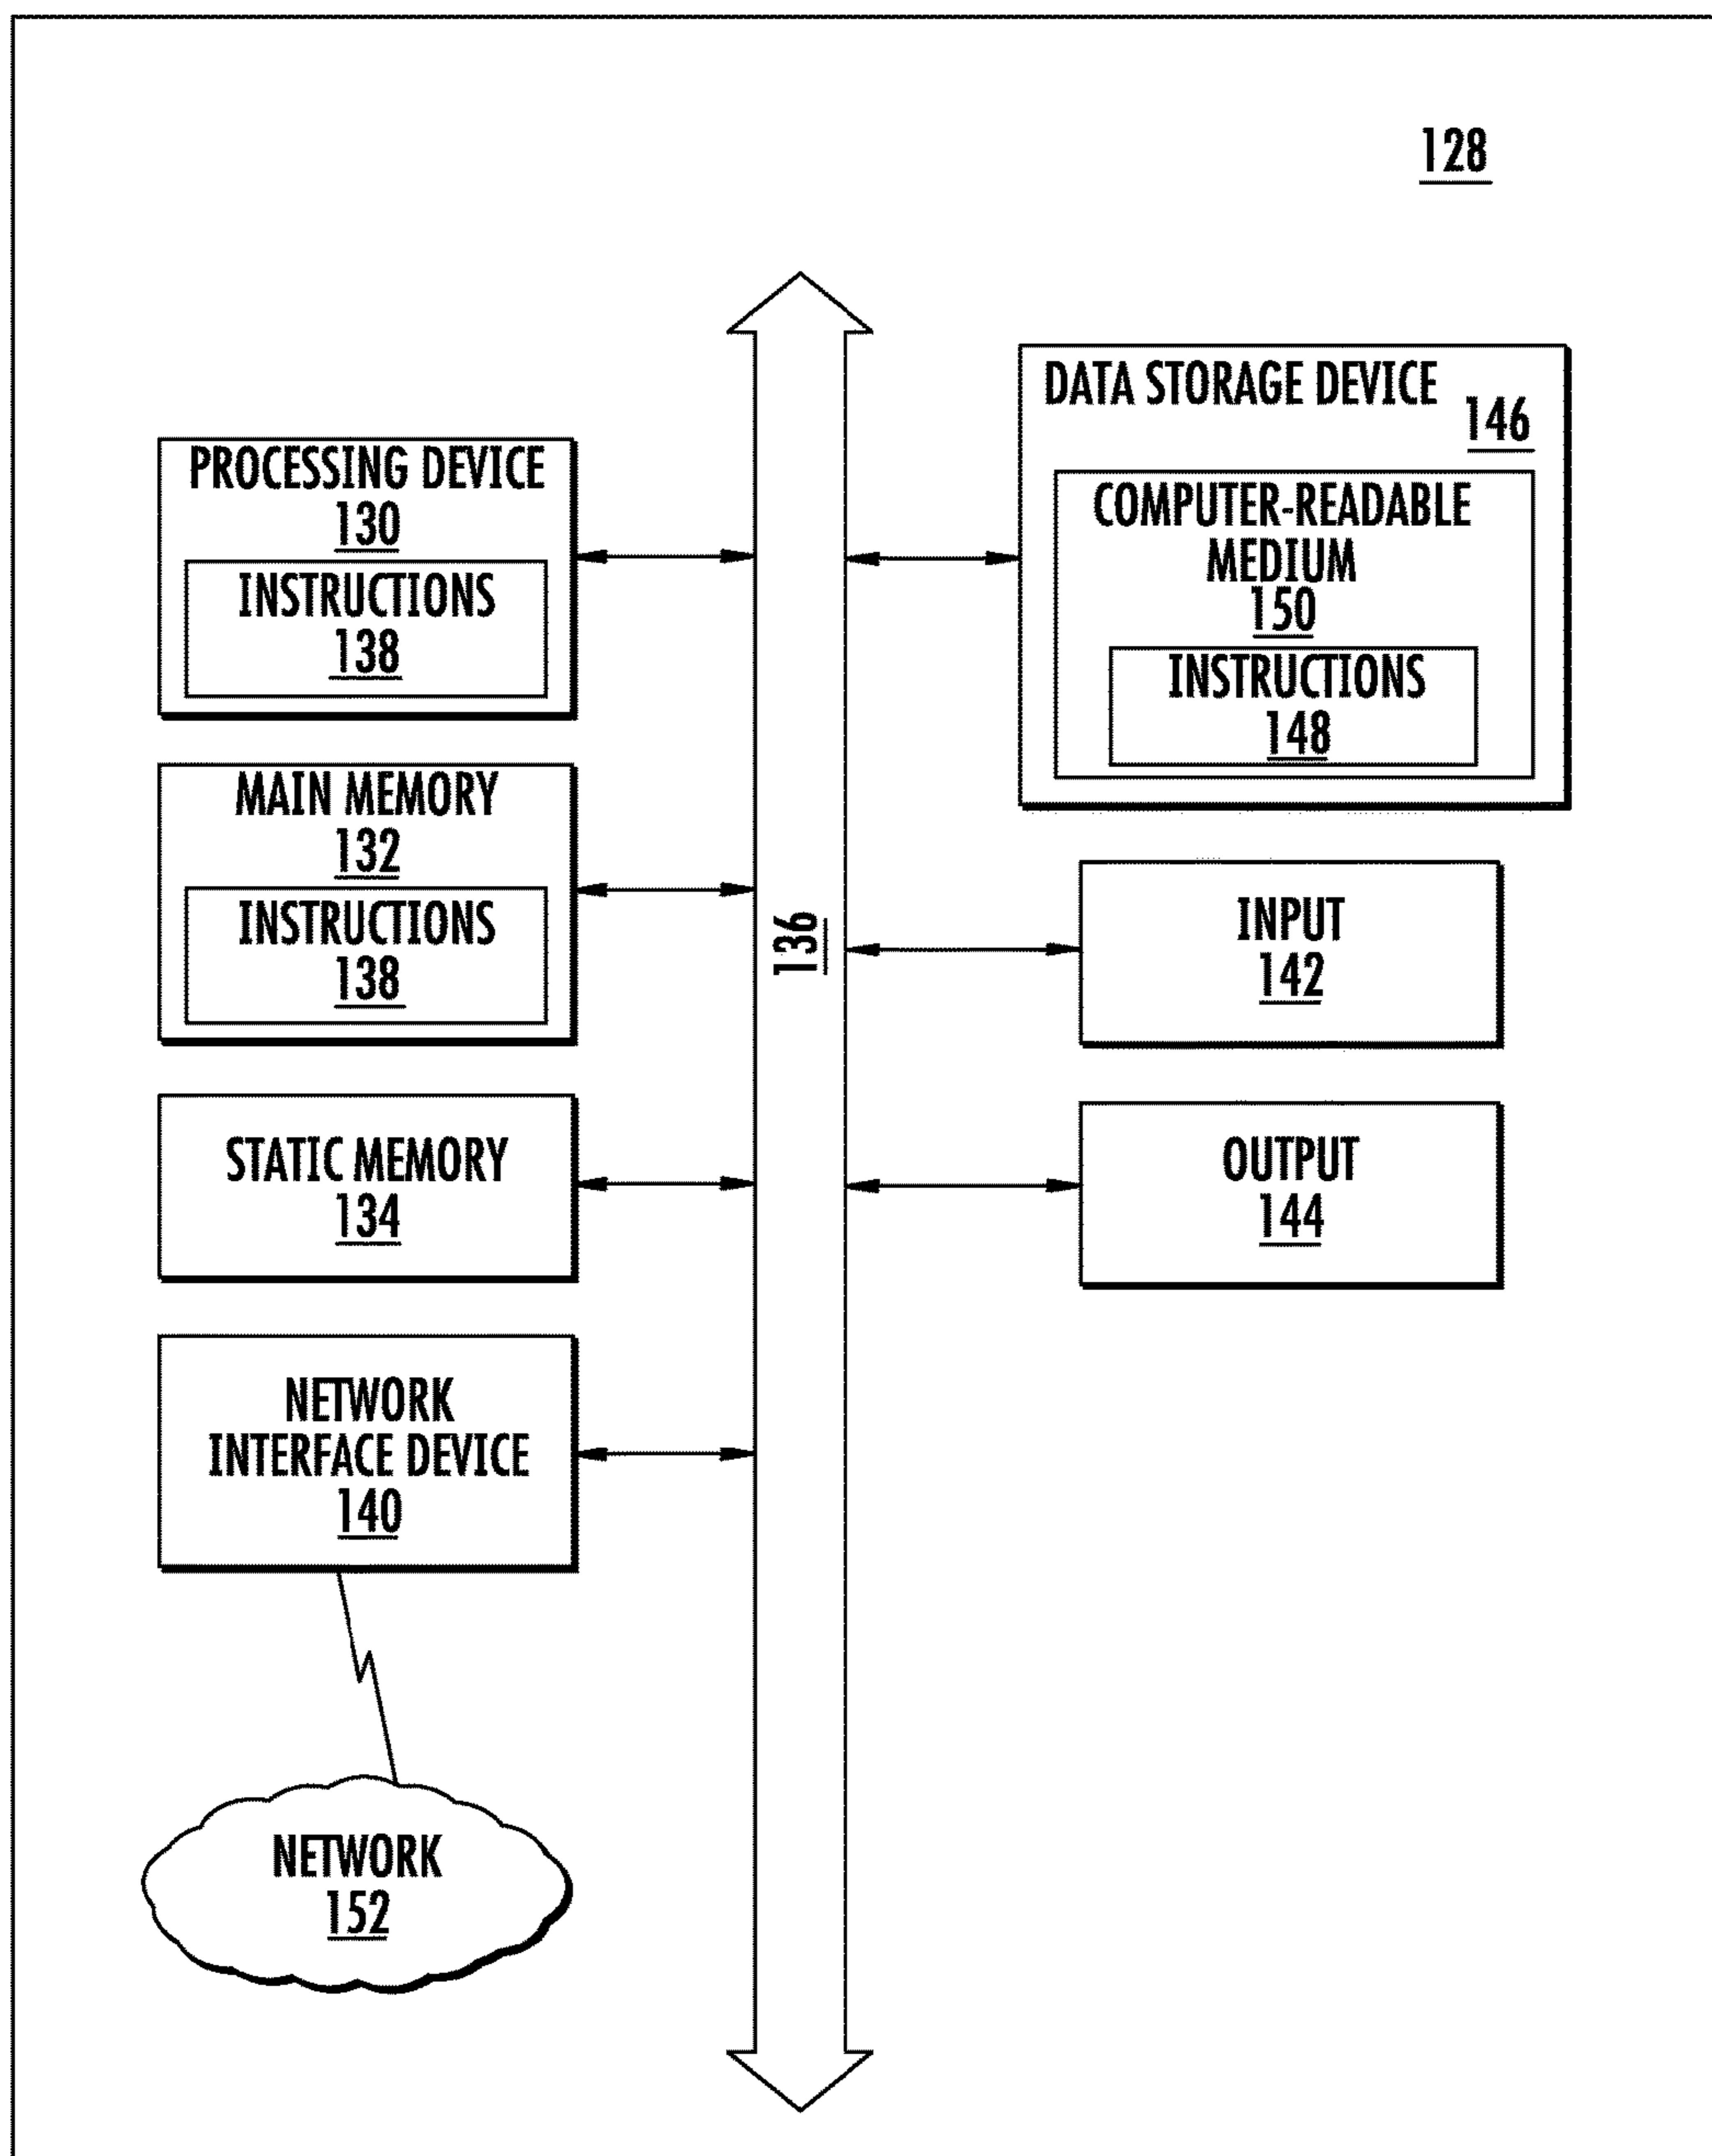 128
PROCESSING DEVICE
130
INSTRUCTIONS
138
MAIN MEMORY
132
INSTRUCTIONS
138
STATIC MEMORY
134
NETWORK
INTERFACE DEVICE
140
NETWORK
152
136
DATA STORAGE DEVICE
146
COMPUTER-READABLE
MEDIUM
150
INSTRUCTIONS
148
INPUT
142
OUTPUT
144